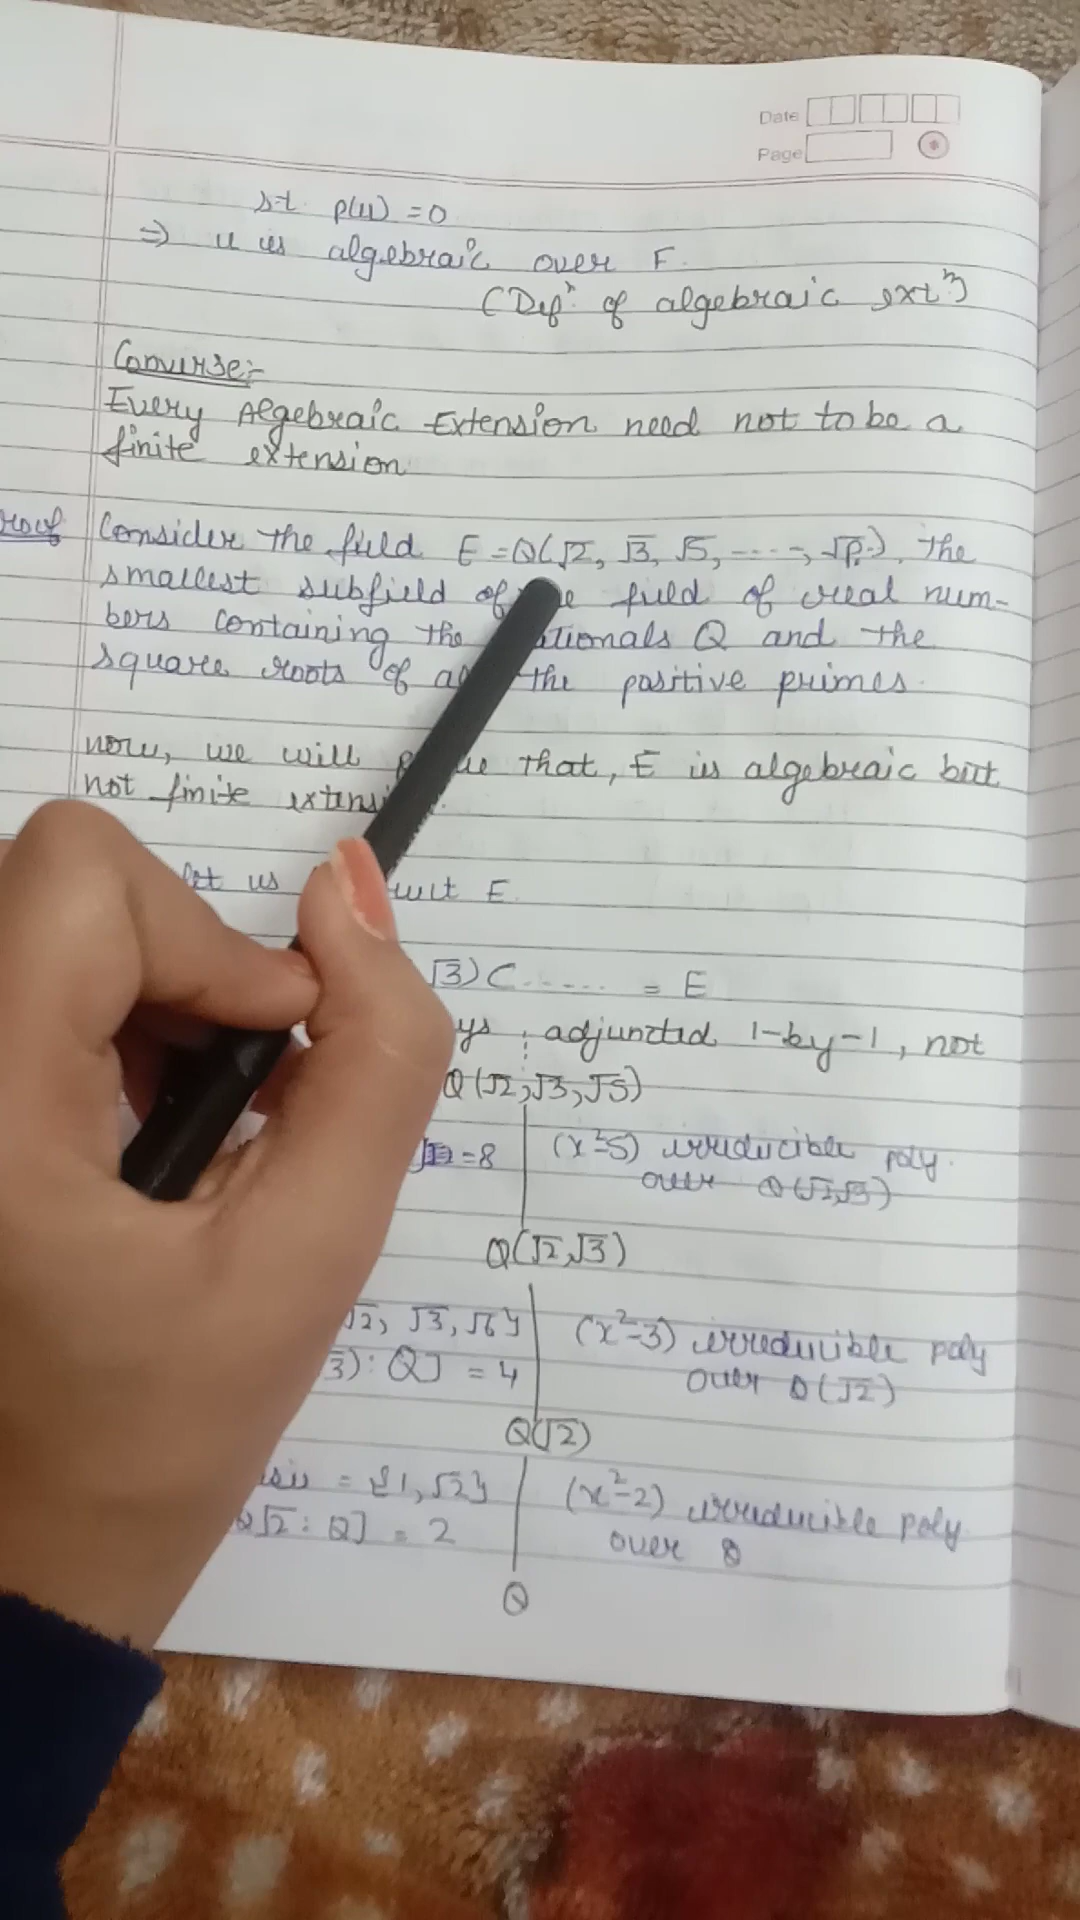 Date
Page
s.t. p(u) = 0
⇒ u is algebraic over F.
(Defⁿ of algebraic extⁿ)
Converse:-
Every Algebraic Extension need not to be a
finite extension
Consider the field E = Q(√2, √3, √5, ----, √p..), the
smallest subfield of field of real num-
bers containing the Q and the
square roots of the positive primes.
now, we will that, E is algebraic but
not finite
let us E.
√3) ⊂ ...... = E
adjuncted 1-by-1, not
Q(√2, √3, √5)
= 8 (x²-5) irreducible poly.
over Q(√2,√3)
Q(√2,√3)
√2, √3, √6} (x²-3) irreducible poly
√3) : Q] = 4 over Q(√2)
Q(√2)
= {1, √2} (x²-2) irreducible poly
Q√2 : Q] = 2 over Q
Q